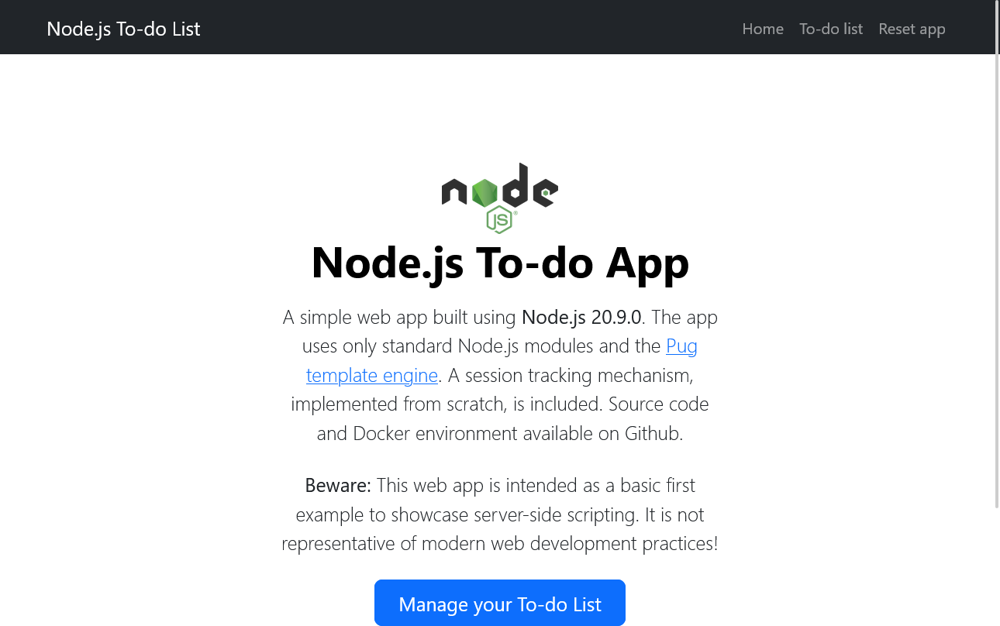 Node.js To-do List
Home To-do list Reset app
node
JS
Node.js To-do App
A simple web app built using Node.js 20.9.0. The app
uses only standard Node.js modules and the Pug
template engine. A session tracking mechanism,
implemented from scratch, is included. Source code
and Docker environment available on Github.
Beware: This web app is intended as a basic first
example to showcase server-side scripting. It is not
representative of modern web development practices!
Manage your To-do List